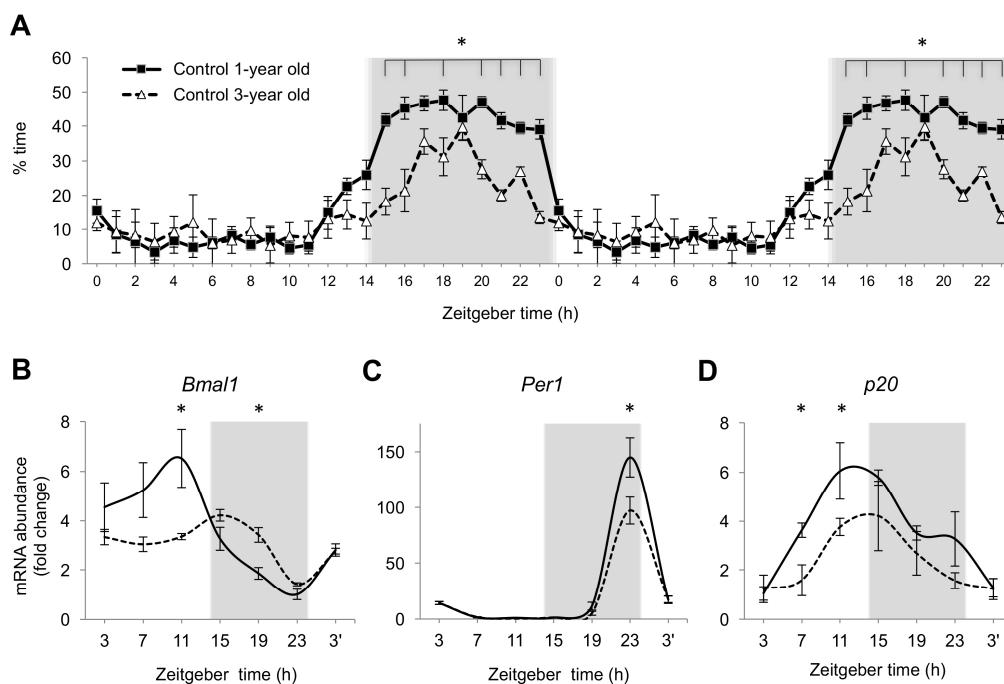 A
*
*
60
50
40
30
20
10
0
% time
Control 1-year old
Control 3-year old
0 2 4 6 8 10 12 14 16 18 20 22 0 2 4 6 8 10 12 14 16 18 20 22
Zeitgeber time (h)
B
Bmal1
* *
8
6
4
2
0
mRNA abundance
(fold change)
3 7 11 15 19 23 3'
Zeitgeber time (h)
C
Per1
*
150
100
50
0
3 7 11 15 19 23 3'
Zeitgeber time (h)
D
p20
* *
8
6
4
2
0
3 7 11 15 19 23 3'
Zeitgeber time (h)